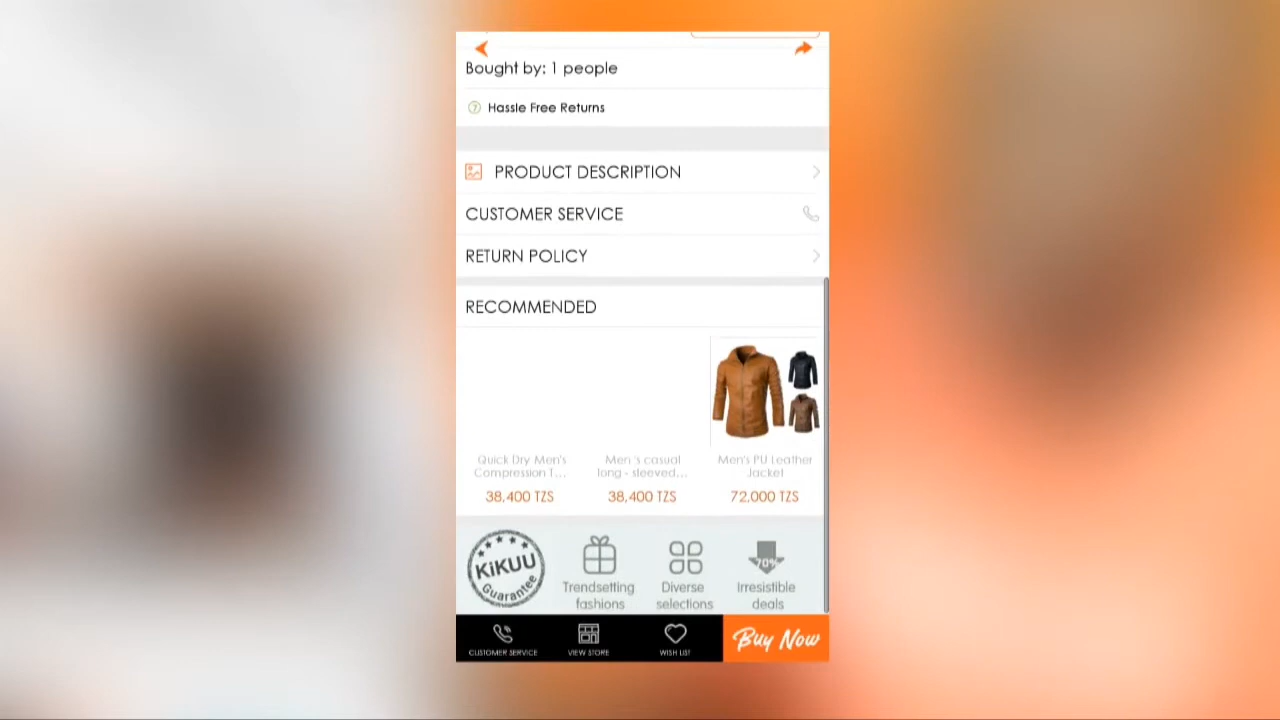 Bought by: 1 people
Hassle Free Returns
PRODUCT DESCRIPTION
CUSTOMER SERVICE
RETURN POLICY
RECOMMENDED
Quick Dry Men's
Compression T...
38,400 TZS
Men 's casual
long - sleeved...
38,400 TZS
Men's PU Leather
Jacket
72,000 TZS
KiKUU
Guarantee
Trendsetting
fashions
Diverse
selections
70%
Irresistible
deals
CUSTOMER SERVICE
VIEW STORE
WISH LIST
Buy Now